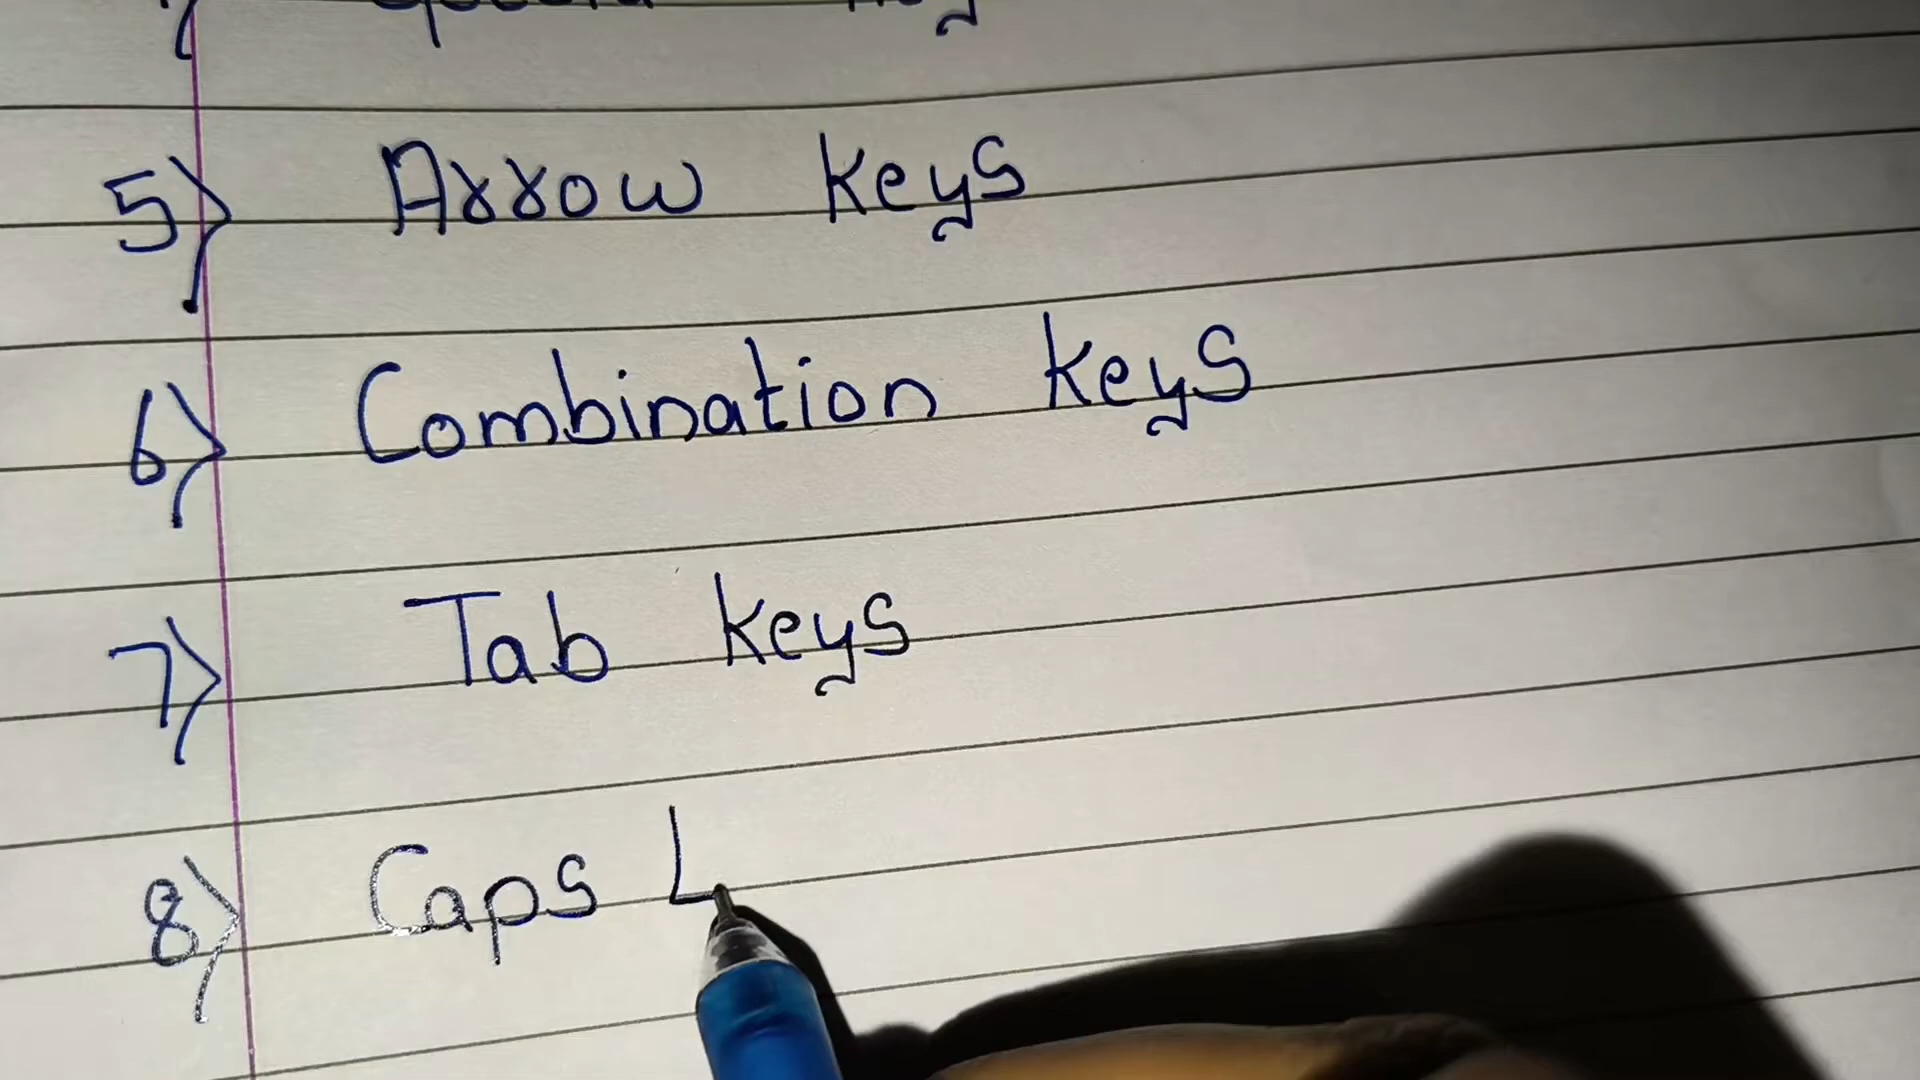 5) Arrow keys
6) Combination keys
7) Tab keys
8) Caps L